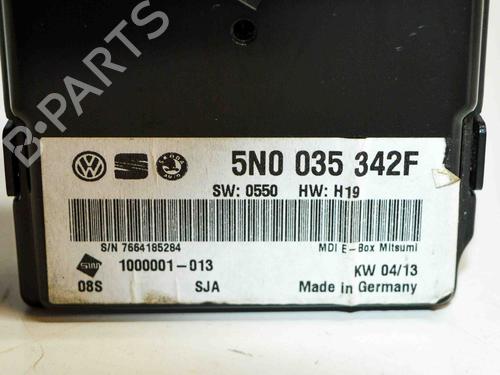 B-PARTS
5N0 035 342F
SW: 0550 HW: H19
S/N 7664185284 MDI E-Box Mitsumi
1000001-013 KW 04/13
08S SJA Made in Germany